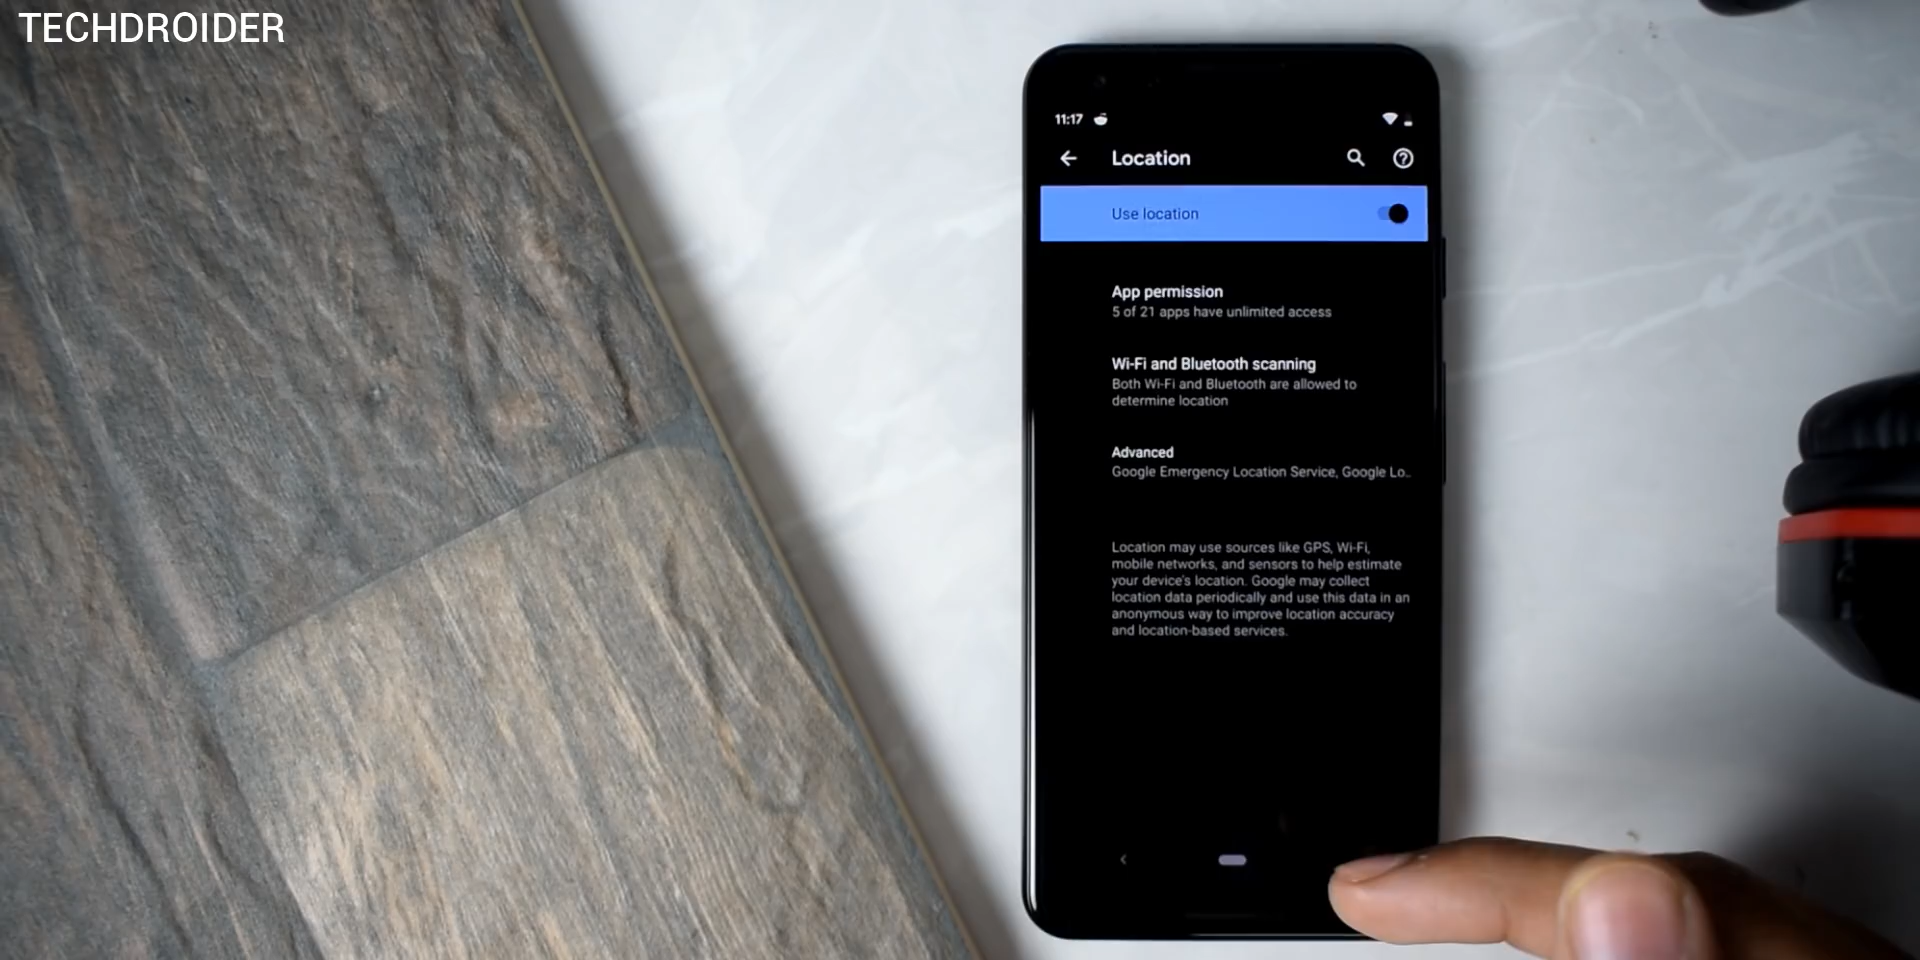 TECHDROIDER
11:17
Location
Use location
App permission
5 of 21 apps have unlimited access
Wi-Fi and Bluetooth scanning
Both Wi-Fi and Bluetooth are allowed to
determine location
Advanced
Google Emergency Location Service, Google Lo..
Location may use sources like GPS, Wi-Fi,
mobile networks, and sensors to help estimate
your device's location. Google may collect
location data periodically and use this data in an
anonymous way to improve location accuracy
and location-based services.